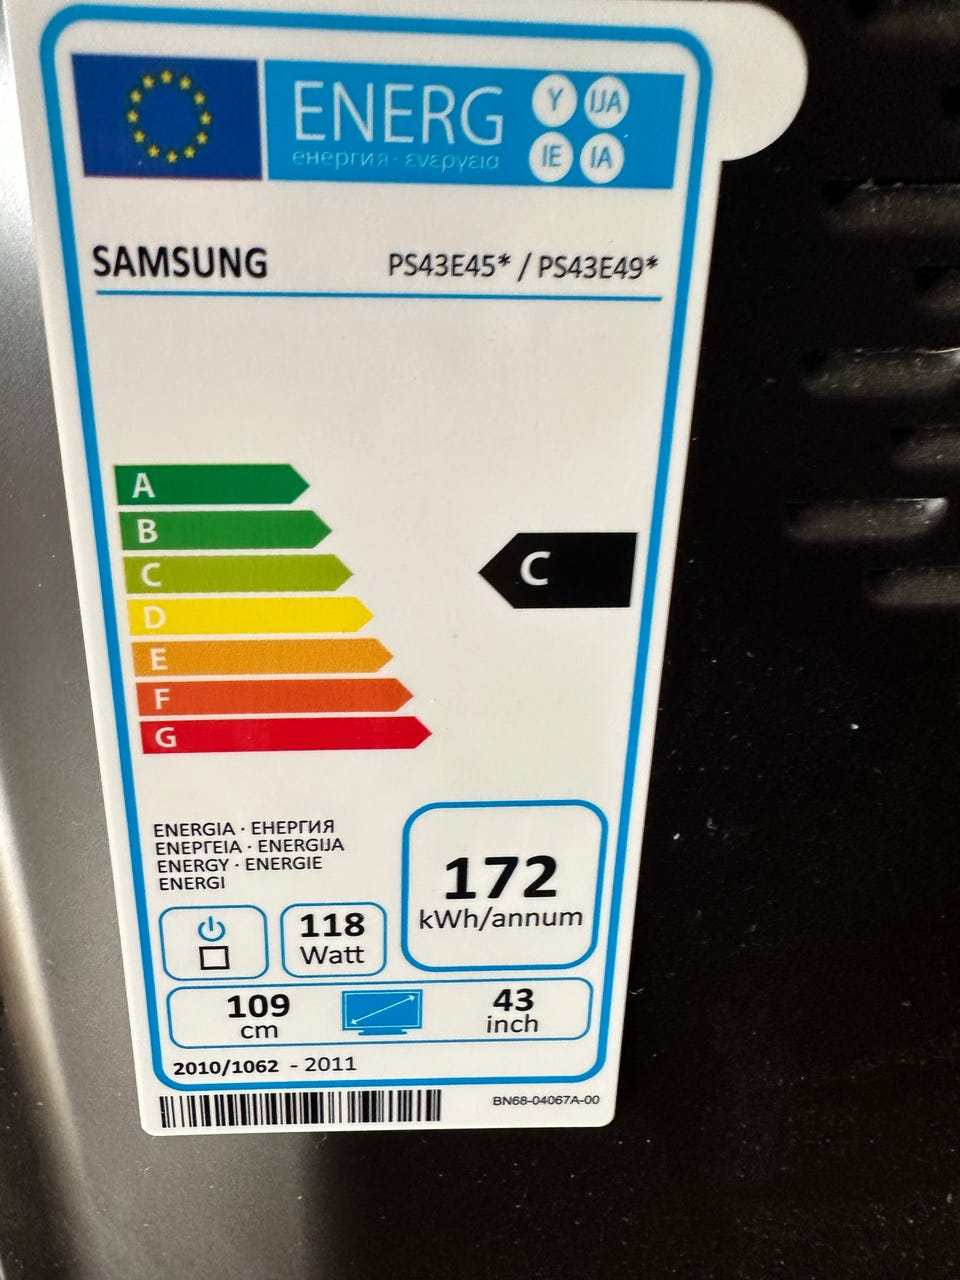 ENERG
енергия · ενεργεια
Y IJA
IE IA
SAMSUNG PS43E45* / PS43E49*
A
B
C
C
D
E
F
G
ENERGIA · ЕНЕРГИЯ
ΕΝΕΡΓΕΙΑ · ENERGIJA
ENERGY · ENERGIE
ENERGI
172
kWh/annum
118
Watt
109
cm
43
inch
2010/1062 - 2011
BN68-04067A-00